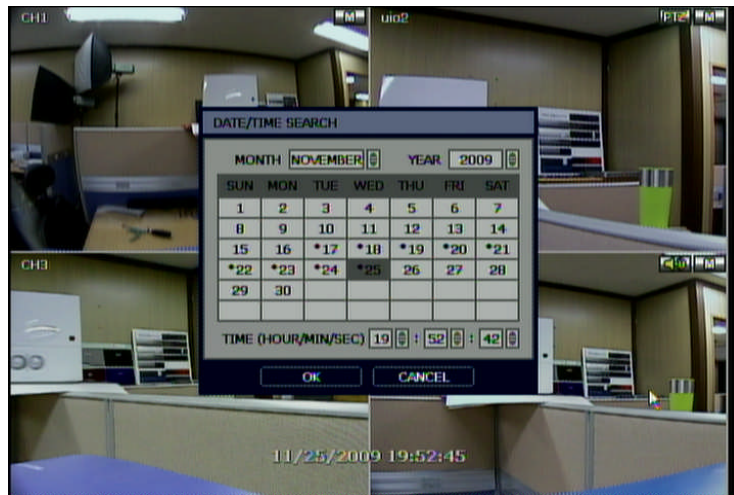 CH1 M uio2 PTZ M
DATE/TIME SEARCH
MONTH NOVEMBER YEAR 2009
SUN MON TUE WED THU FRI SAT
1 2 3 4 5 6 7
8 9 10 11 12 13 14
15 16 *17 *18 *19 *20 *21
*22 *23 *24 *25 26 27 28
29 30
TIME (HOUR/MIN/SEC) 19 : 52 : 42
OK CANCEL
CH3 M
11/25/2009 19:52:45